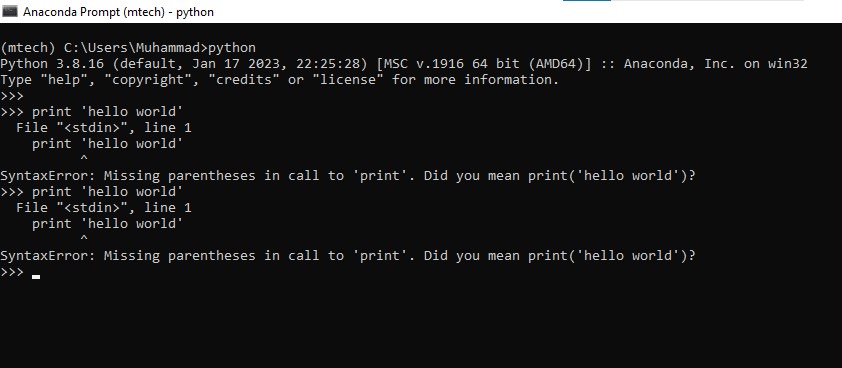 Anaconda Prompt (mtech) - python
(mtech) C:\Users\Muhammad>python
Python 3.8.16 (default, Jan 17 2023, 22:25:28) [MSC v.1916 64 bit (AMD64)] :: Anaconda, Inc. on win32
Type "help", "copyright", "credits" or "license" for more information.
>>>
>>> print 'hello world'
  File "<stdin>", line 1
    print 'hello world'
          ^
SyntaxError: Missing parentheses in call to 'print'. Did you mean print('hello world')?
>>> print 'hello world'
  File "<stdin>", line 1
    print 'hello world'
          ^
SyntaxError: Missing parentheses in call to 'print'. Did you mean print('hello world')?
>>> _